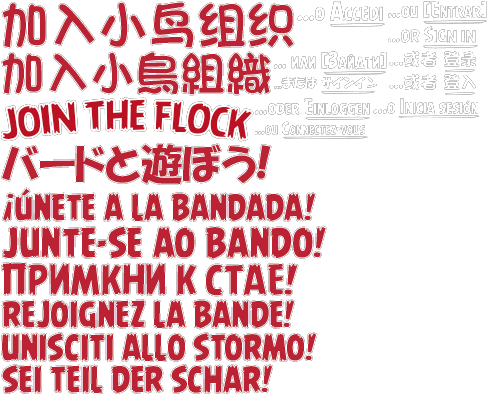 加入小鸟组织
加入小鳥組織
JOIN THE FLOCK
バードと遊ぼう!
¡ÚNETE A LA BANDADA!
JUNTE-SE AO BANDO!
ПРИМКНИ К СТАЕ!
REJOIGNEZ LA BANDE!
UNISCITI ALLO STORMO!
SEI TEIL DER SCHAR!
...o Accedi
...ou [Entrar]
...or Sign in
... или [Зайти]
...或者 登录
...または サインイン
...或者 登入
...oder Einloggen
...o Inicia sesión
...ou Connectez-vous